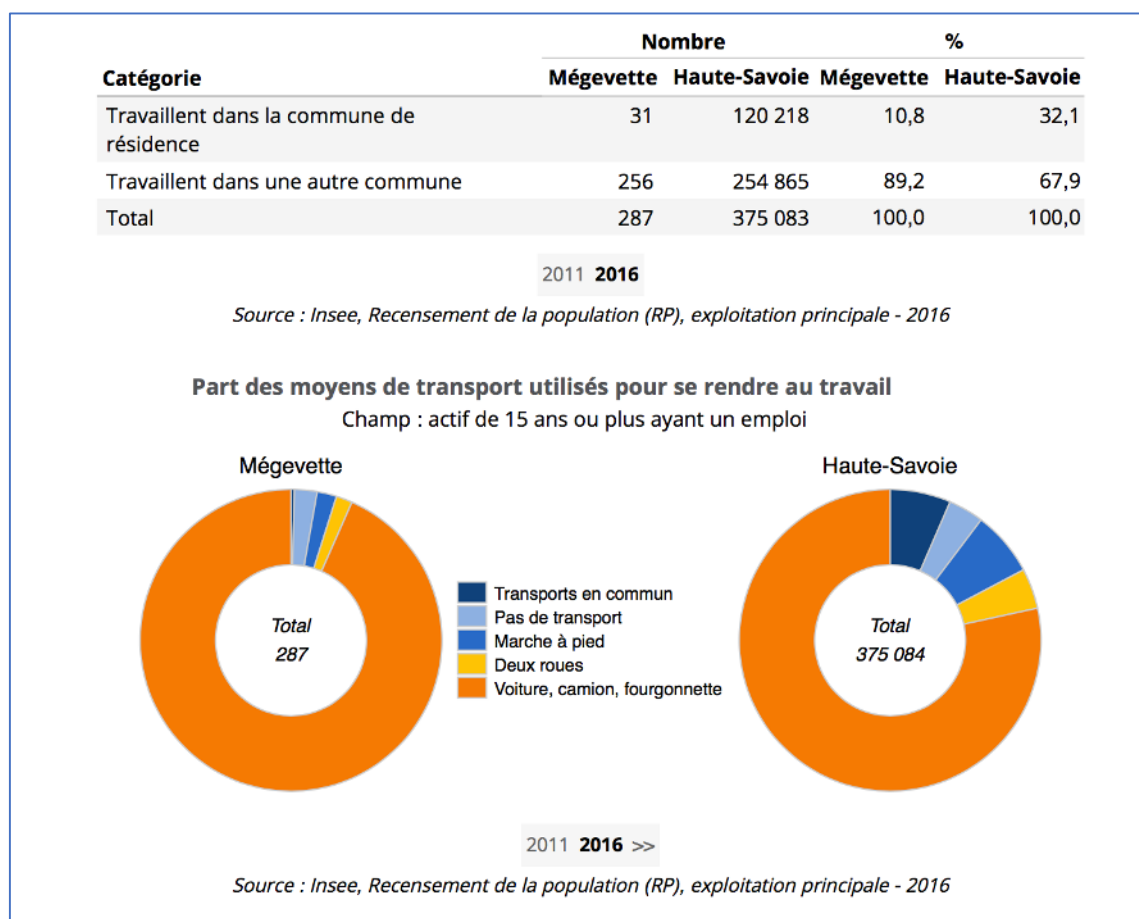 Nombre %
Catégorie Mégevette Haute-Savoie Mégevette Haute-Savoie
Travaillent dans la commune de résidence 31 120 218 10,8 32,1
Travaillent dans une autre commune 256 254 865 89,2 67,9
Total 287 375 083 100,0 100,0
2011 2016
Source : Insee, Recensement de la population (RP), exploitation principale - 2016
Part des moyens de transport utilisés pour se rendre au travail
Champ : actif de 15 ans ou plus ayant un emploi
Mégevette
Total
287
Transports en commun
Pas de transport
Marche à pied
Deux roues
Voiture, camion, fourgonnette
Haute-Savoie
Total
375 084
2011 2016 >>
Source : Insee, Recensement de la population (RP), exploitation principale - 2016